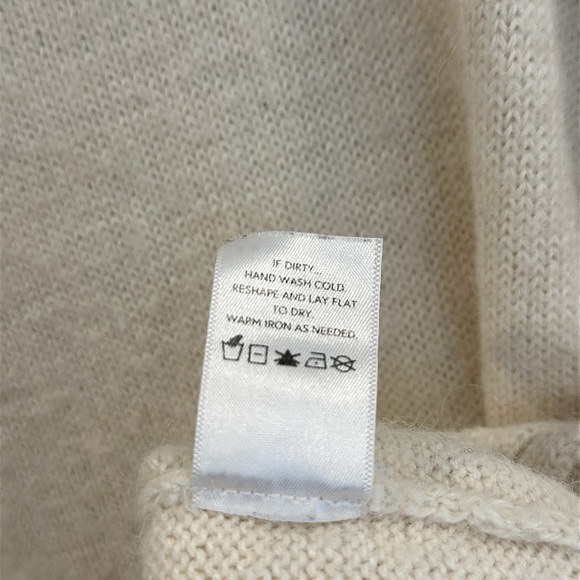 IF DIRTY...
HAND WASH COLD.
RESHAPE AND LAY FLAT
TO DRY.
WARM IRON AS NEEDED.